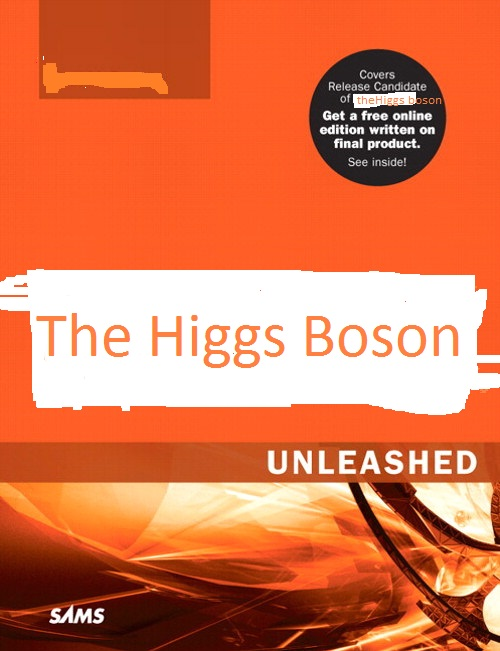 Covers
Release Candidate
of theHiggs boson
Get a free online
edition written on
final product.
See inside!
The Higgs Boson
UNLEASHED
SAMS